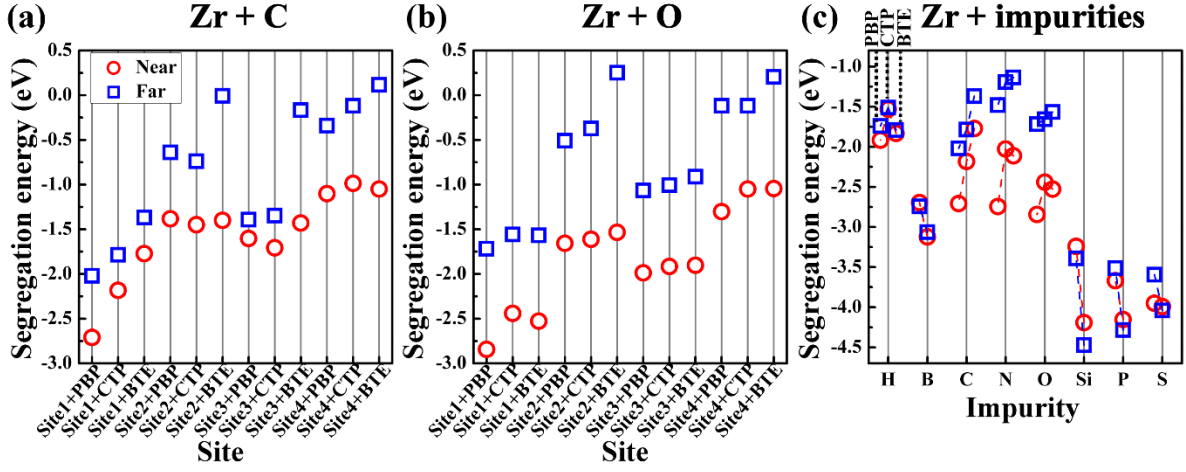 (a) Zr + C
Segregation energy (eV)
0.5
0.0
-0.5
-1.0
-1.5
-2.0
-2.5
-3.0
Near
Far
Site1+PBP
Site1+CTP
Site1+BTE
Site2+PBP
Site2+CTP
Site2+BTE
Site3+PBP
Site3+CTP
Site3+BTE
Site4+PBP
Site4+CTP
Site4+BTE
Site
(b) Zr + O
Segregation energy (eV)
0.5
0.0
-0.5
-1.0
-1.5
-2.0
-2.5
-3.0
Site1+PBP
Site1+CTP
Site1+BTE
Site2+PBP
Site2+CTP
Site2+BTE
Site3+PBP
Site3+CTP
Site3+BTE
Site4+PBP
Site4+CTP
Site4+BTE
Site
(c) Zr + impurities
PBP
CTP
BTE
Segregation energy (eV)
-1.0
-1.5
-2.0
-2.5
-3.0
-3.5
-4.0
-4.5
H B C N O Si P S
Impurity